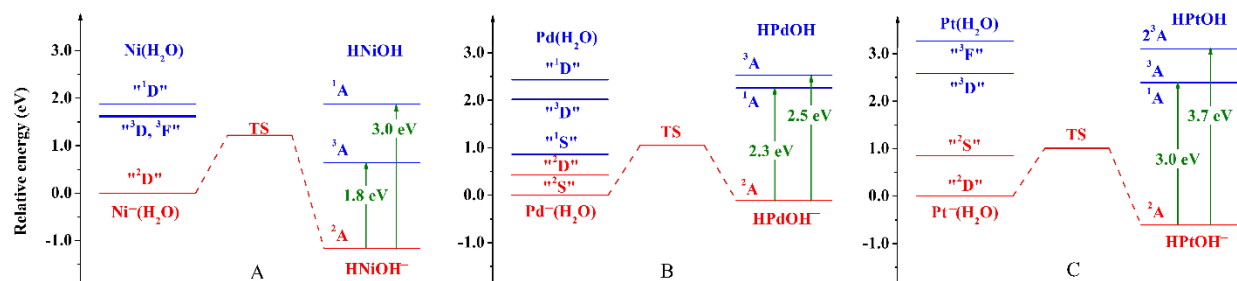 Relative energy (eV)
3.0
2.0
1.0
0.0
-1.0
Ni(H₂O)
"¹D"
"³D, ³F"
"²D"
Ni⁻(H₂O)
TS
HNiOH
¹A
³A
3.0 eV
1.8 eV
²A
HNiOH⁻
A
3.0
2.0
1.0
0.0
-1.0
Pd(H₂O)
"¹D"
"³D"
"¹S"
"²D"
"²S"
Pd⁻(H₂O)
TS
HPdOH
³A
¹A
2.5 eV
2.3 eV
²A
HPdOH⁻
B
3.0
2.0
1.0
0.0
-1.0
Pt(H₂O)
"³F"
"³D"
"²S"
"²D"
Pt⁻(H₂O)
TS
HPtOH
2³A
³A
¹A
3.7 eV
3.0 eV
²A
HPtOH⁻
C